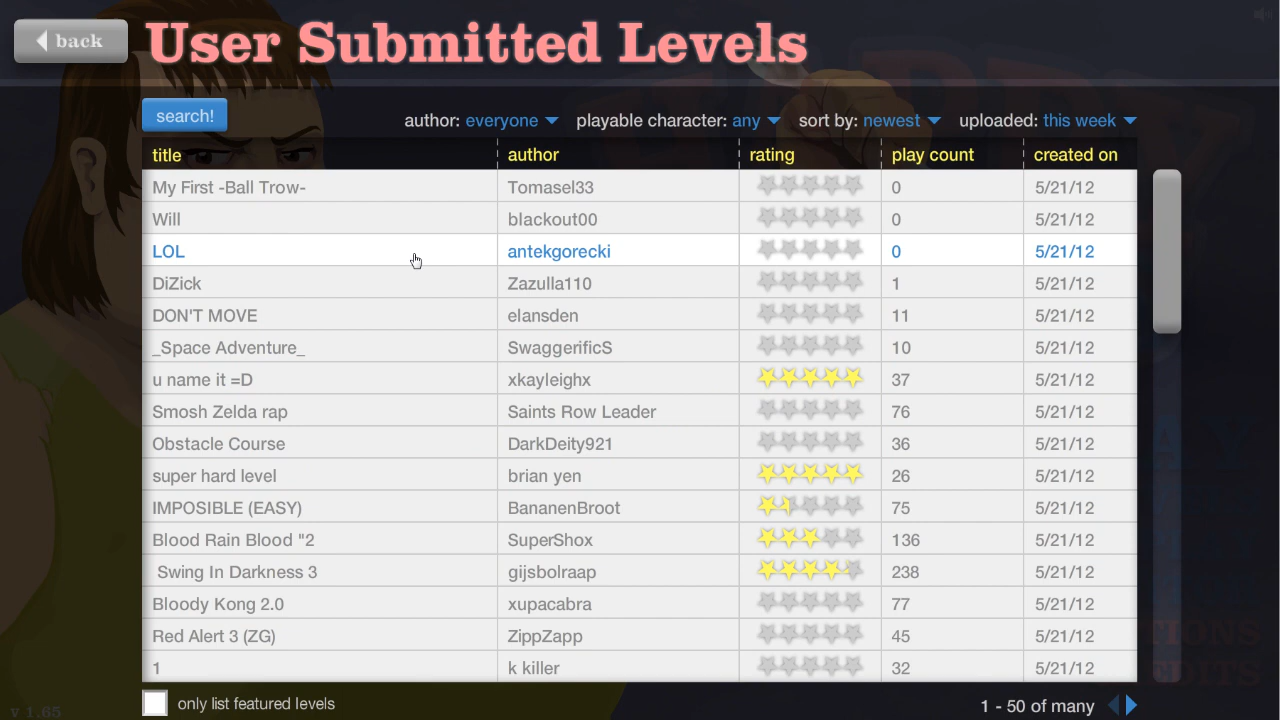 back
User Submitted Levels
search!
author: everyone playable character: any sort by: newest uploaded: this week
title author rating play count created on
My First -Ball Trow- Tomasel33 0 5/21/12
Will blackout00 0 5/21/12
LOL antekgorecki 0 5/21/12
DiZick Zazulla110 1 5/21/12
DON'T MOVE elansden 11 5/21/12
_Space Adventure_ SwaggerificS 10 5/21/12
u name it =D xkayleighx 37 5/21/12
Smosh Zelda rap Saints Row Leader 76 5/21/12
Obstacle Course DarkDeity921 36 5/21/12
super hard level brian yen 26 5/21/12
IMPOSIBLE (EASY) BananenBroot 75 5/21/12
Blood Rain Blood "2 SuperShox 136 5/21/12
Swing In Darkness 3 gijsbolraap 238 5/21/12
Bloody Kong 2.0 xupacabra 77 5/21/12
Red Alert 3 (ZG) ZippZapp 45 5/21/12
1 k killer 32 5/21/12
only list featured levels 1 - 50 of many
v 1.65